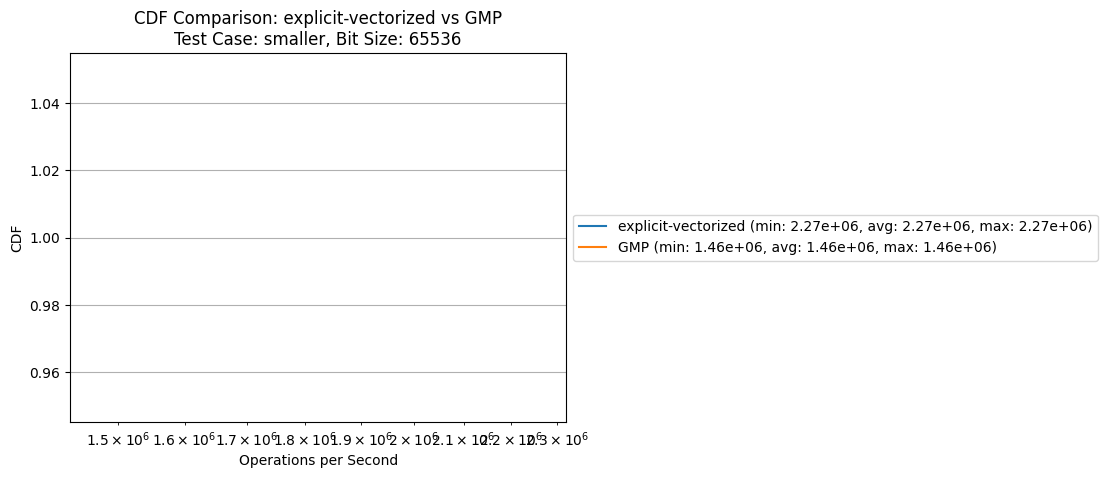 CDF Comparison: explicit-vectorized vs GMP
Test Case: smaller, Bit Size: 65536
1.04
1.02
1.00
0.98
0.96
CDF
1.5 × 10⁶ 1.6 × 10⁶ 1.7 × 10⁶ 1.8 × 10⁶ 1.9 × 10⁶ 2 × 10⁶ 2.1 × 10⁶ 2.2 × 10⁶ 2.3 × 10⁶
Operations per Second
explicit-vectorized (min: 2.27e+06, avg: 2.27e+06, max: 2.27e+06)
GMP (min: 1.46e+06, avg: 1.46e+06, max: 1.46e+06)